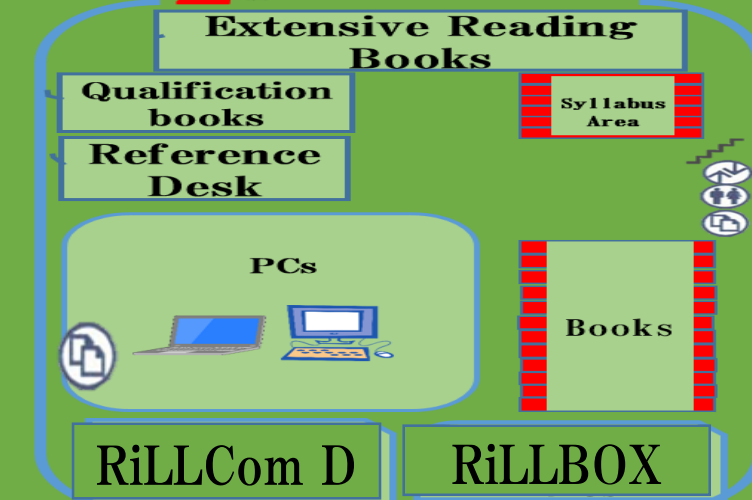 Extensive Reading
Books
Qualification
books
Syllabus
Area
Reference
Desk
PCs
Books
RiLLCom D
RiLLBOX